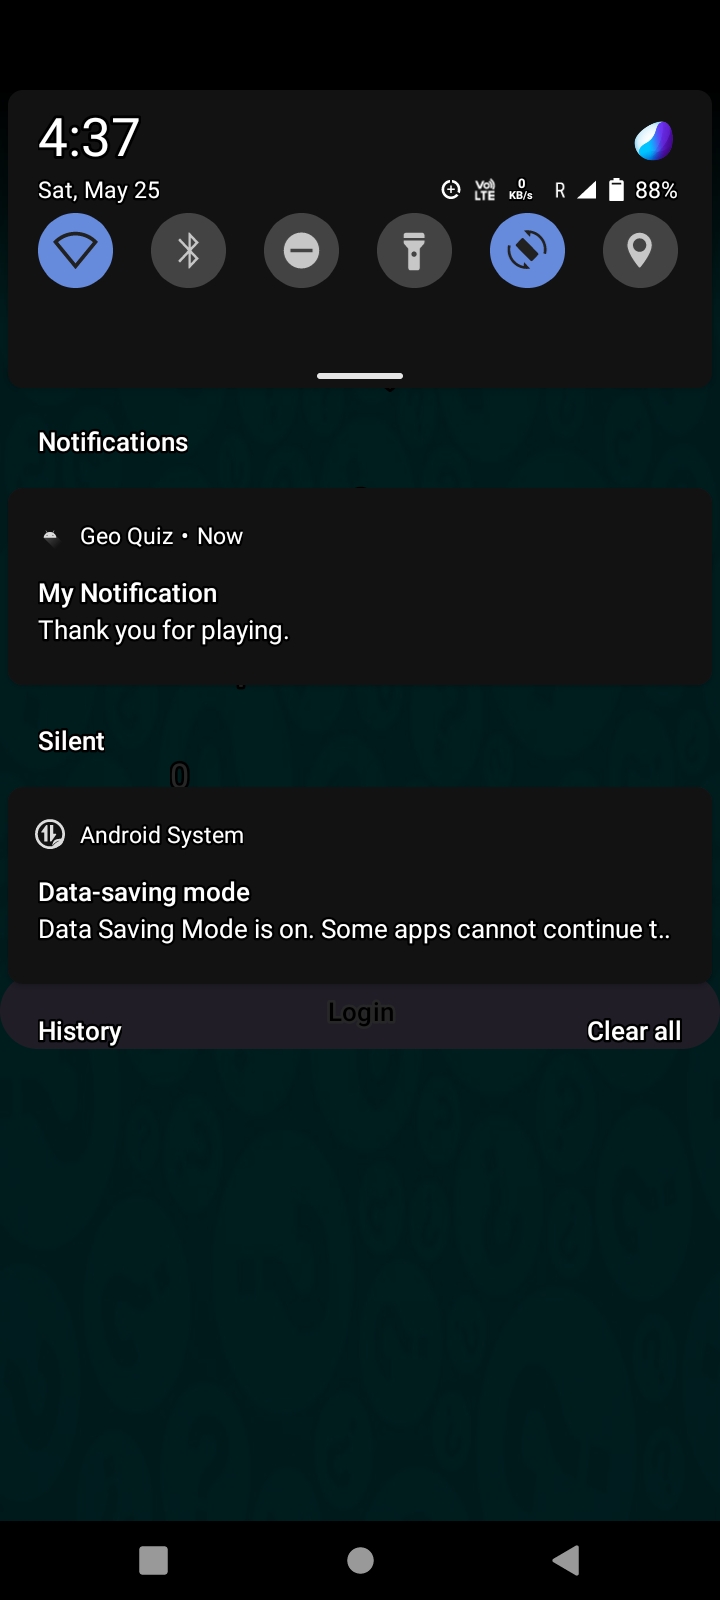 4:37
Sat, May 25
Vo) LTE 0 KB/s R 88%
Notifications
Geo Quiz • Now
My Notification
Thank you for playing.
Silent
0
Android System
Data-saving mode
Data Saving Mode is on. Some apps cannot continue t..
Login
History Clear all